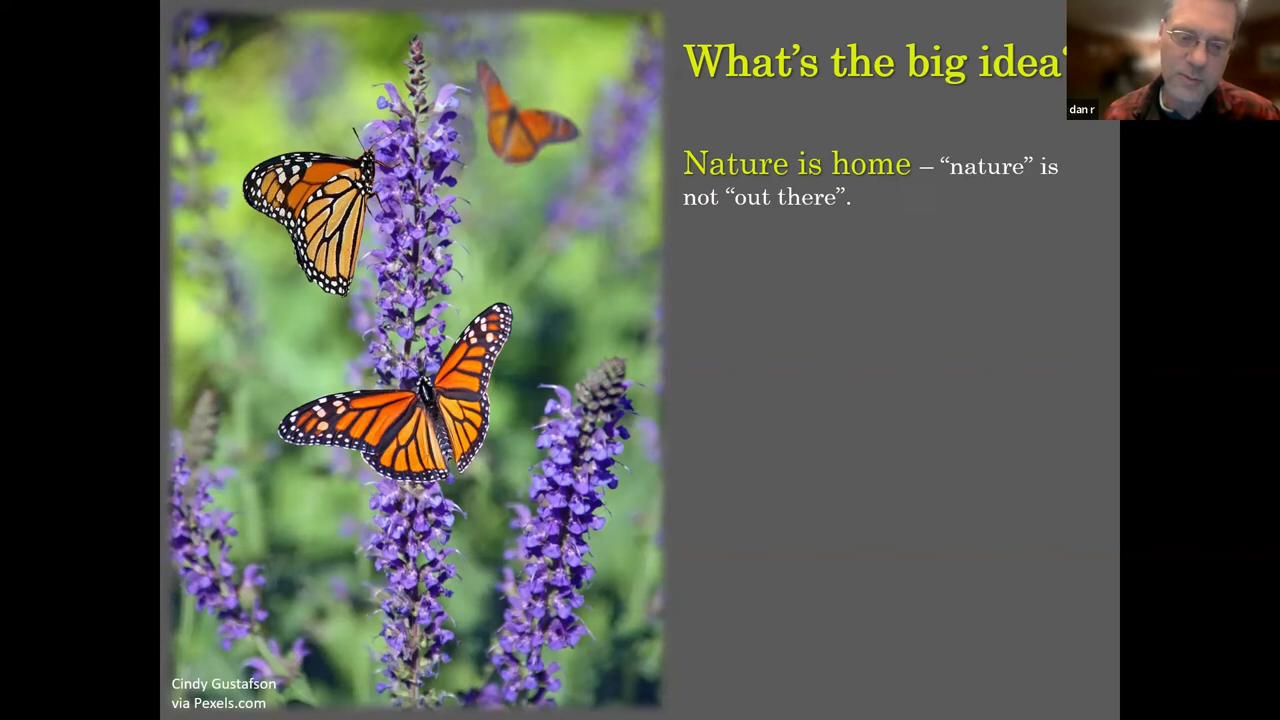 What’s the big idea?
dan r
Nature is home – “nature” is
not “out there”.
Cindy Gustafson
via Pexels.com